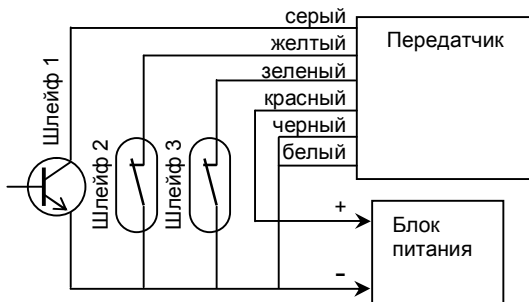 серый
желтый
зеленый
красный
черный
белый
Передатчик
Шлейф 1
Шлейф 2
Шлейф 3
+
-
Блок
питания